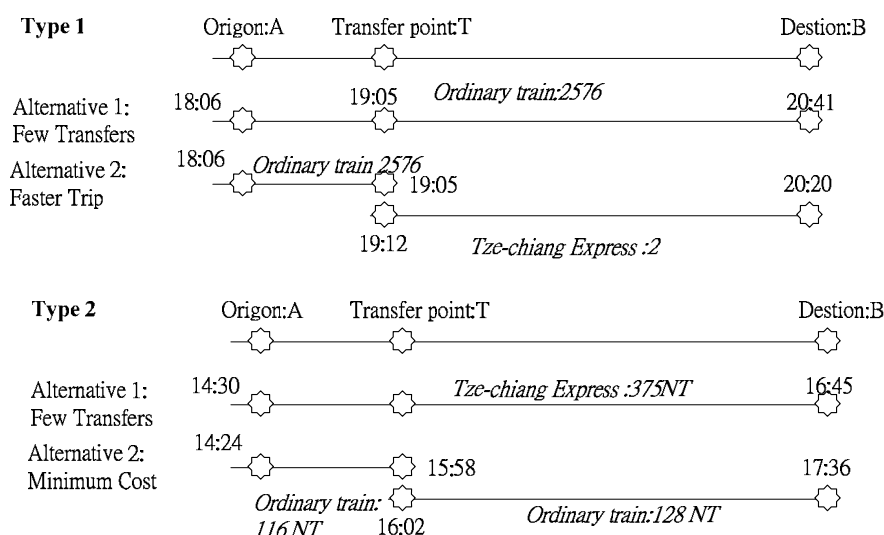 Type 1 Origon:A Transfer point:T Destion:B
Alternative 1: 18:06 19:05 Ordinary train:2576 20:41
Few Transfers
Alternative 2: 18:06 Ordinary train 2576 19:05 20:20
Faster Trip
19:12 Tze-chiang Express :2
Type 2 Origon:A Transfer point:T Destion:B
Alternative 1: 14:30 Tze-chiang Express :375NT 16:45
Few Transfers
14:24
Alternative 2: 15:58 17:36
Minimum Cost
Ordinary train: Ordinary train:128 NT
116 NT 16:02